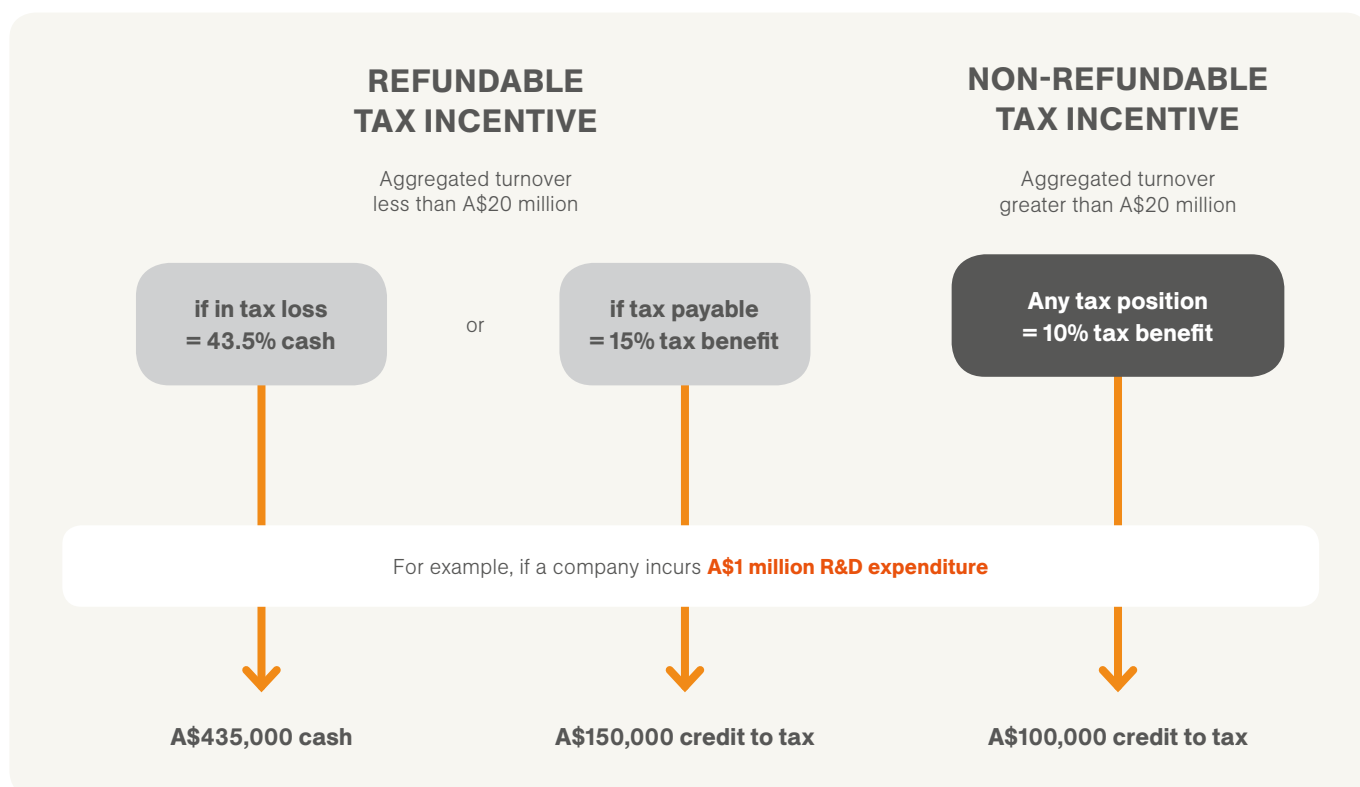 REFUNDABLE
TAX INCENTIVE
Aggregated turnover
less than A$20 million
if in tax loss
= 43.5% cash
or
if tax payable
= 15% tax benefit
NON-REFUNDABLE
TAX INCENTIVE
Aggregated turnover
greater than A$20 million
Any tax position
= 10% tax benefit
For example, if a company incurs A$1 million R&D expenditure
A$435,000 cash
A$150,000 credit to tax
A$100,000 credit to tax